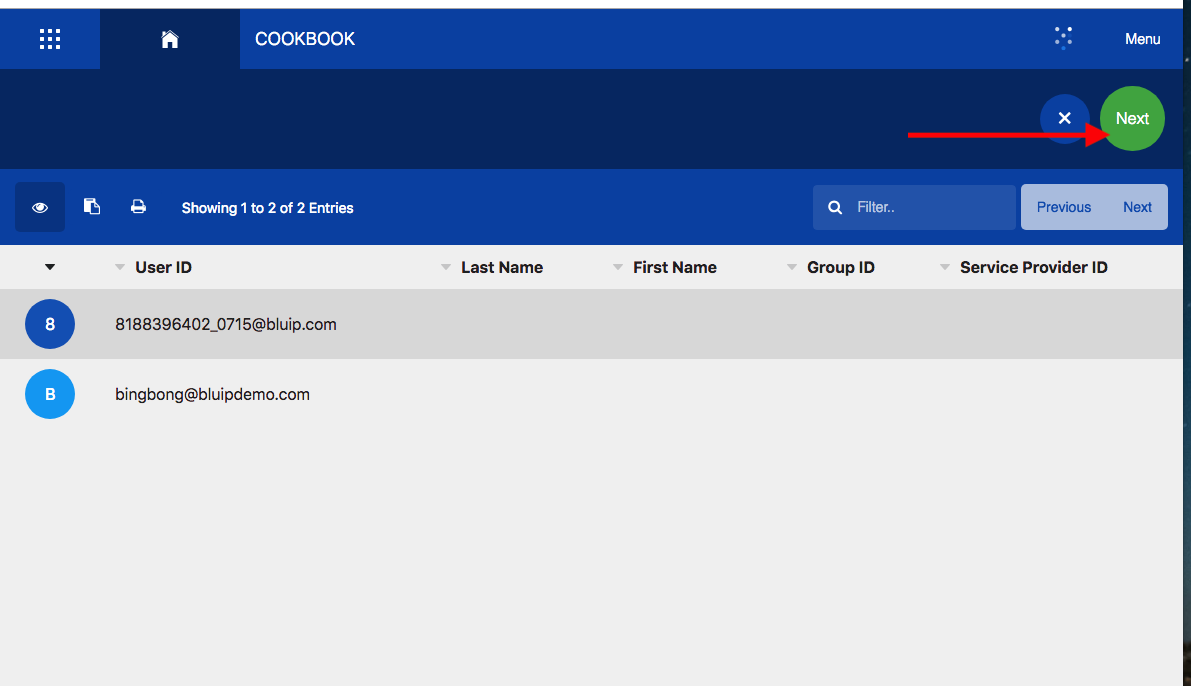 COOKBOOK
Menu
× Next
Showing 1 to 2 of 2 Entries
Filter..
Previous Next
User ID Last Name First Name Group ID Service Provider ID
8 8188396402_0715@bluip.com
B bingbong@bluipdemo.com